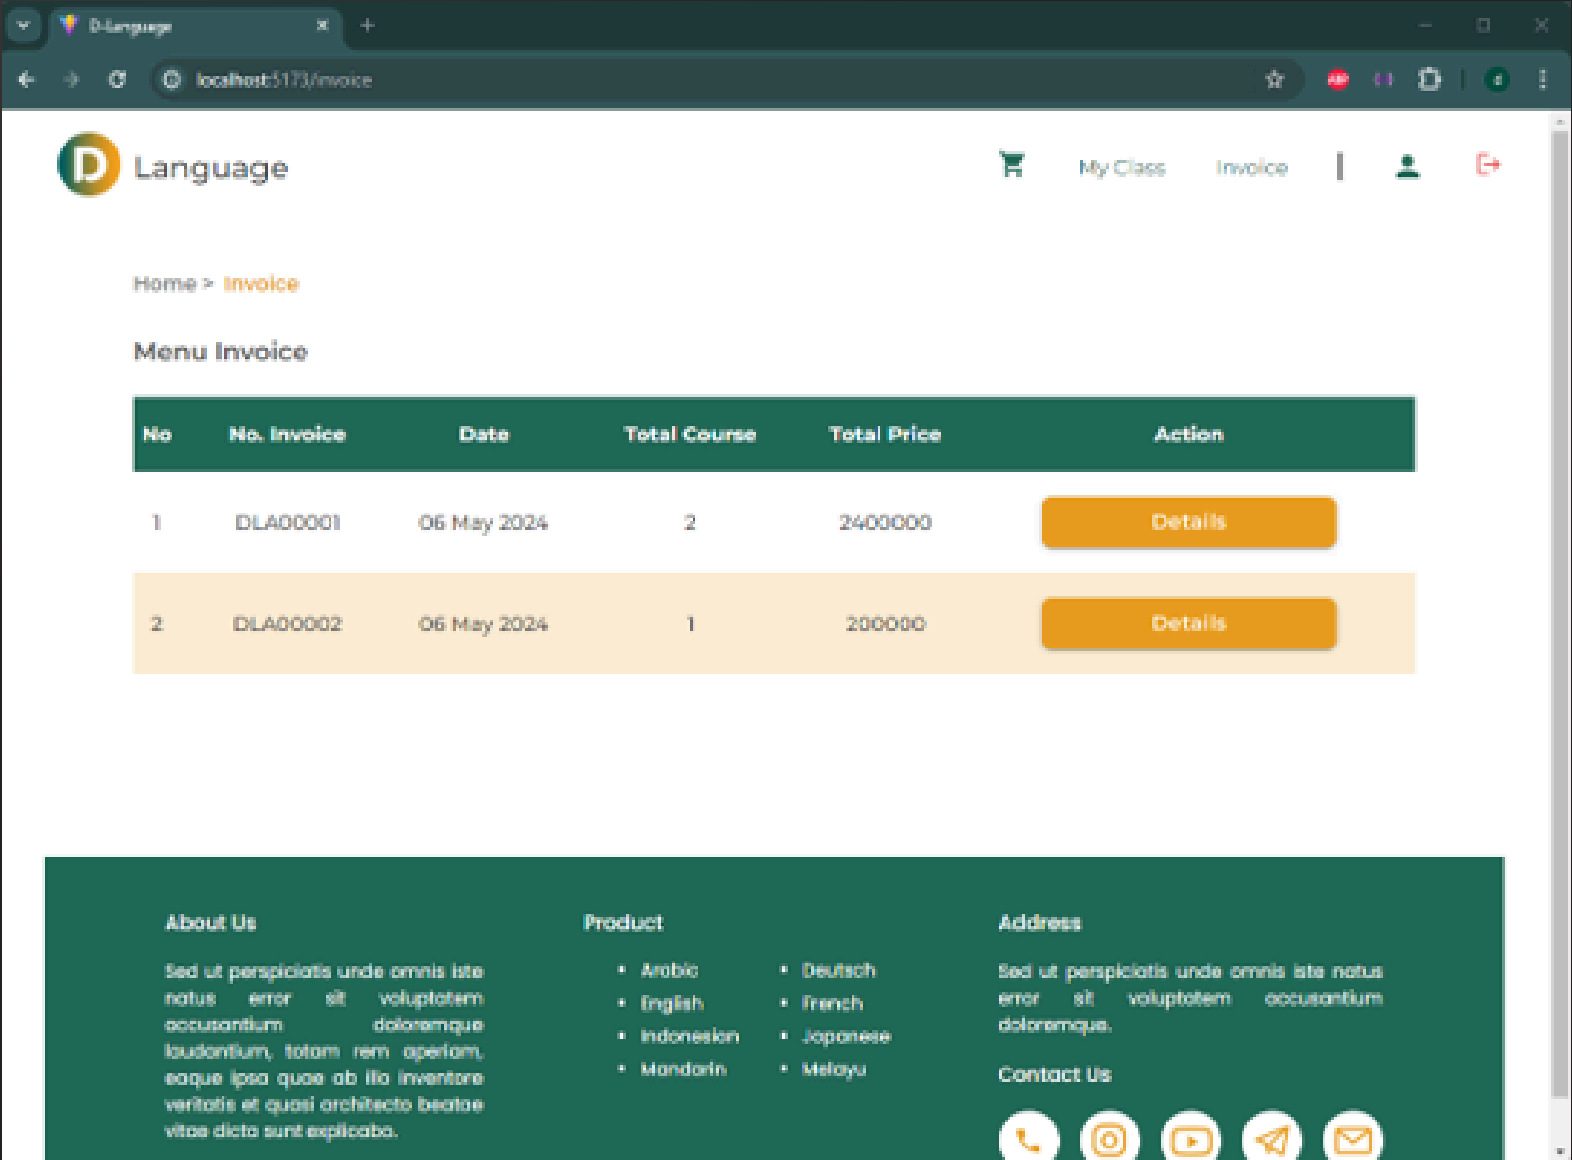 D-Language
localhost:5173/invoice
D Language
My Class Invoice
Home > Invoice
Menu Invoice
No No. Invoice Date Total Course Total Price Action
1 DLA00001 06 May 2024 2 2400000 Details
2 DLA00002 06 May 2024 1 200000 Details
About Us
Sed ut perspiciatis unde omnis iste
natus error sit voluptatem
accusantium doloremque
laudantium, totam rem aperiam,
eaque ipsa quae ab illo inventore
veritatis et quasi architecto beatae
vitae dicta sunt explicabo.
Product
Arabic
English
Indonesian
Mandarin
Deutsch
French
Japanese
Melayu
Address
Sed ut perspiciatis unde omnis iste natus
error sit voluptatem accusantium
doloremque.
Contact Us